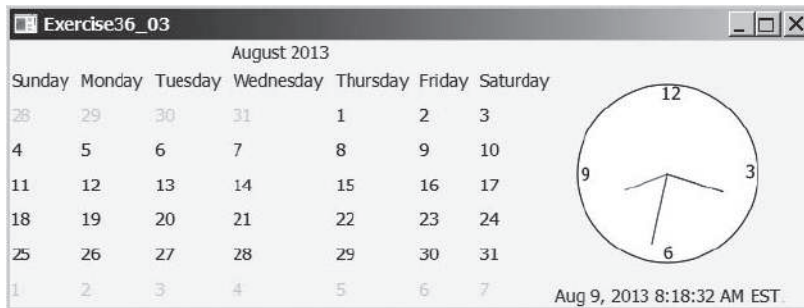 Exercise36_03
August 2013
Sunday Monday Tuesday Wednesday Thursday Friday Saturday
28 29 30 31 1 2 3
4 5 6 7 8 9 10
11 12 13 14 15 16 17
18 19 20 21 22 23 24
25 26 27 28 29 30 31
1 2 3 4 5 6 7
12
9 3
6
Aug 9, 2013 8:18:32 AM EST